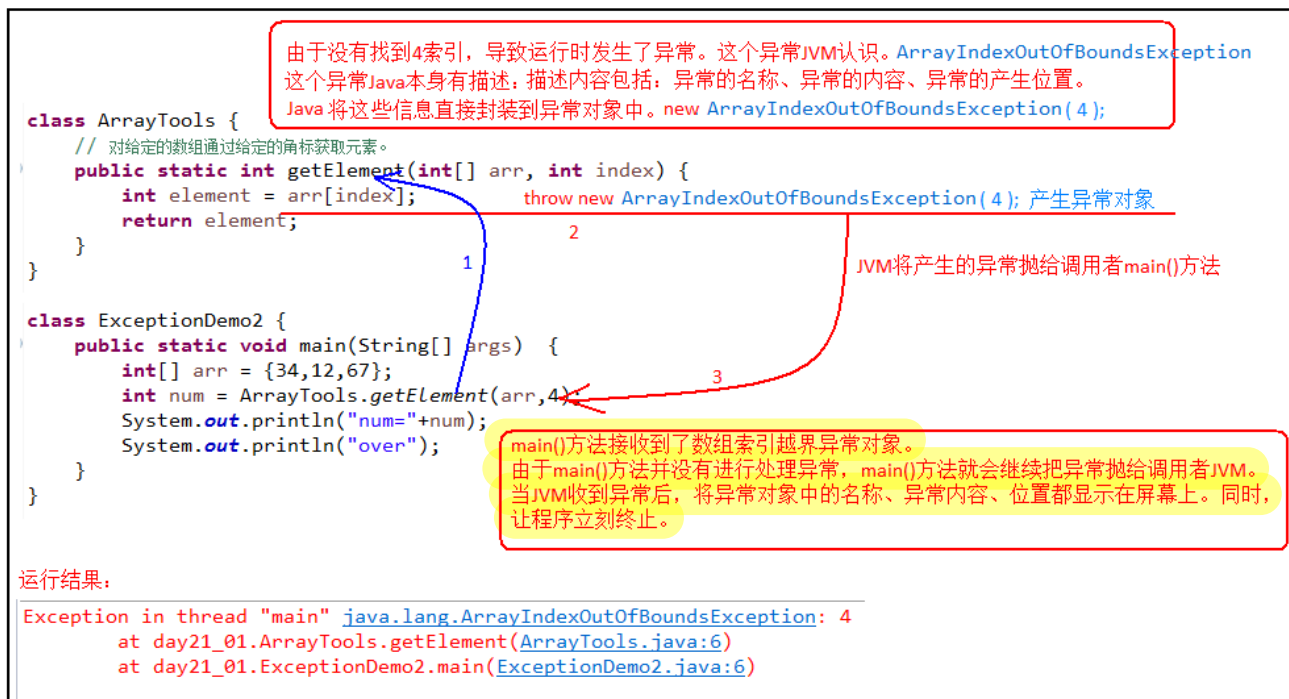 由于没有找到4索引，导致运行时发生了异常。这个异常JVM认识。ArrayIndexOutOfBoundsException
这个异常Java本身有描述：描述内容包括：异常的名称、异常的内容、异常的产生位置。
Java 将这些信息直接封装到异常对象中。new ArrayIndexOutOfBoundsException( 4 );
class ArrayTools {
// 对给定的数组通过给定的角标获取元素。
public static int getElement(int[] arr, int index) {
int element = arr[index];
throw new ArrayIndexOutOfBoundsException( 4 ); 产生异常对象
return element;
2
}
1
}
JVM将产生的异常抛给调用者main()方法
class ExceptionDemo2 {
public static void main(String[] args)  {
int[] arr = {34,12,67};
3
int num = ArrayTools.getElement(arr,4);
System.out.println("num="+num);
System.out.println("over");
}
}
main()方法接收到了数组索引越界异常对象。
由于main()方法并没有进行处理异常，main()方法就会继续把异常抛给调用者JVM。
当JVM收到异常后，将异常对象中的名称、异常内容、位置都显示在屏幕上。同时，
让程序立刻终止。
运行结果：
Exception in thread "main" java.lang.ArrayIndexOutOfBoundsException: 4
at day21_01.ArrayTools.getElement(ArrayTools.java:6)
at day21_01.ExceptionDemo2.main(ExceptionDemo2.java:6)